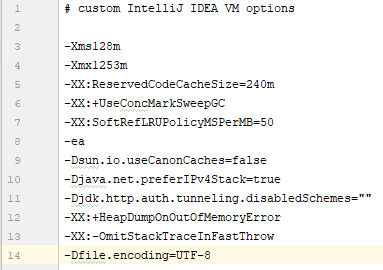 1 # custom IntelliJ IDEA VM options
2
3 -Xms128m
4 -Xmx1253m
5 -XX:ReservedCodeCacheSize=240m
6 -XX:+UseConcMarkSweepGC
7 -XX:SoftRefLRUPolicyMSPerMB=50
8 -ea
9 -Dsun.io.useCanonCaches=false
10 -Djava.net.preferIPv4Stack=true
11 -Djdk.http.auth.tunneling.disabledSchemes=""
12 -XX:+HeapDumpOnOutOfMemoryError
13 -XX:-OmitStackTraceInFastThrow
14 -Dfile.encoding=UTF-8